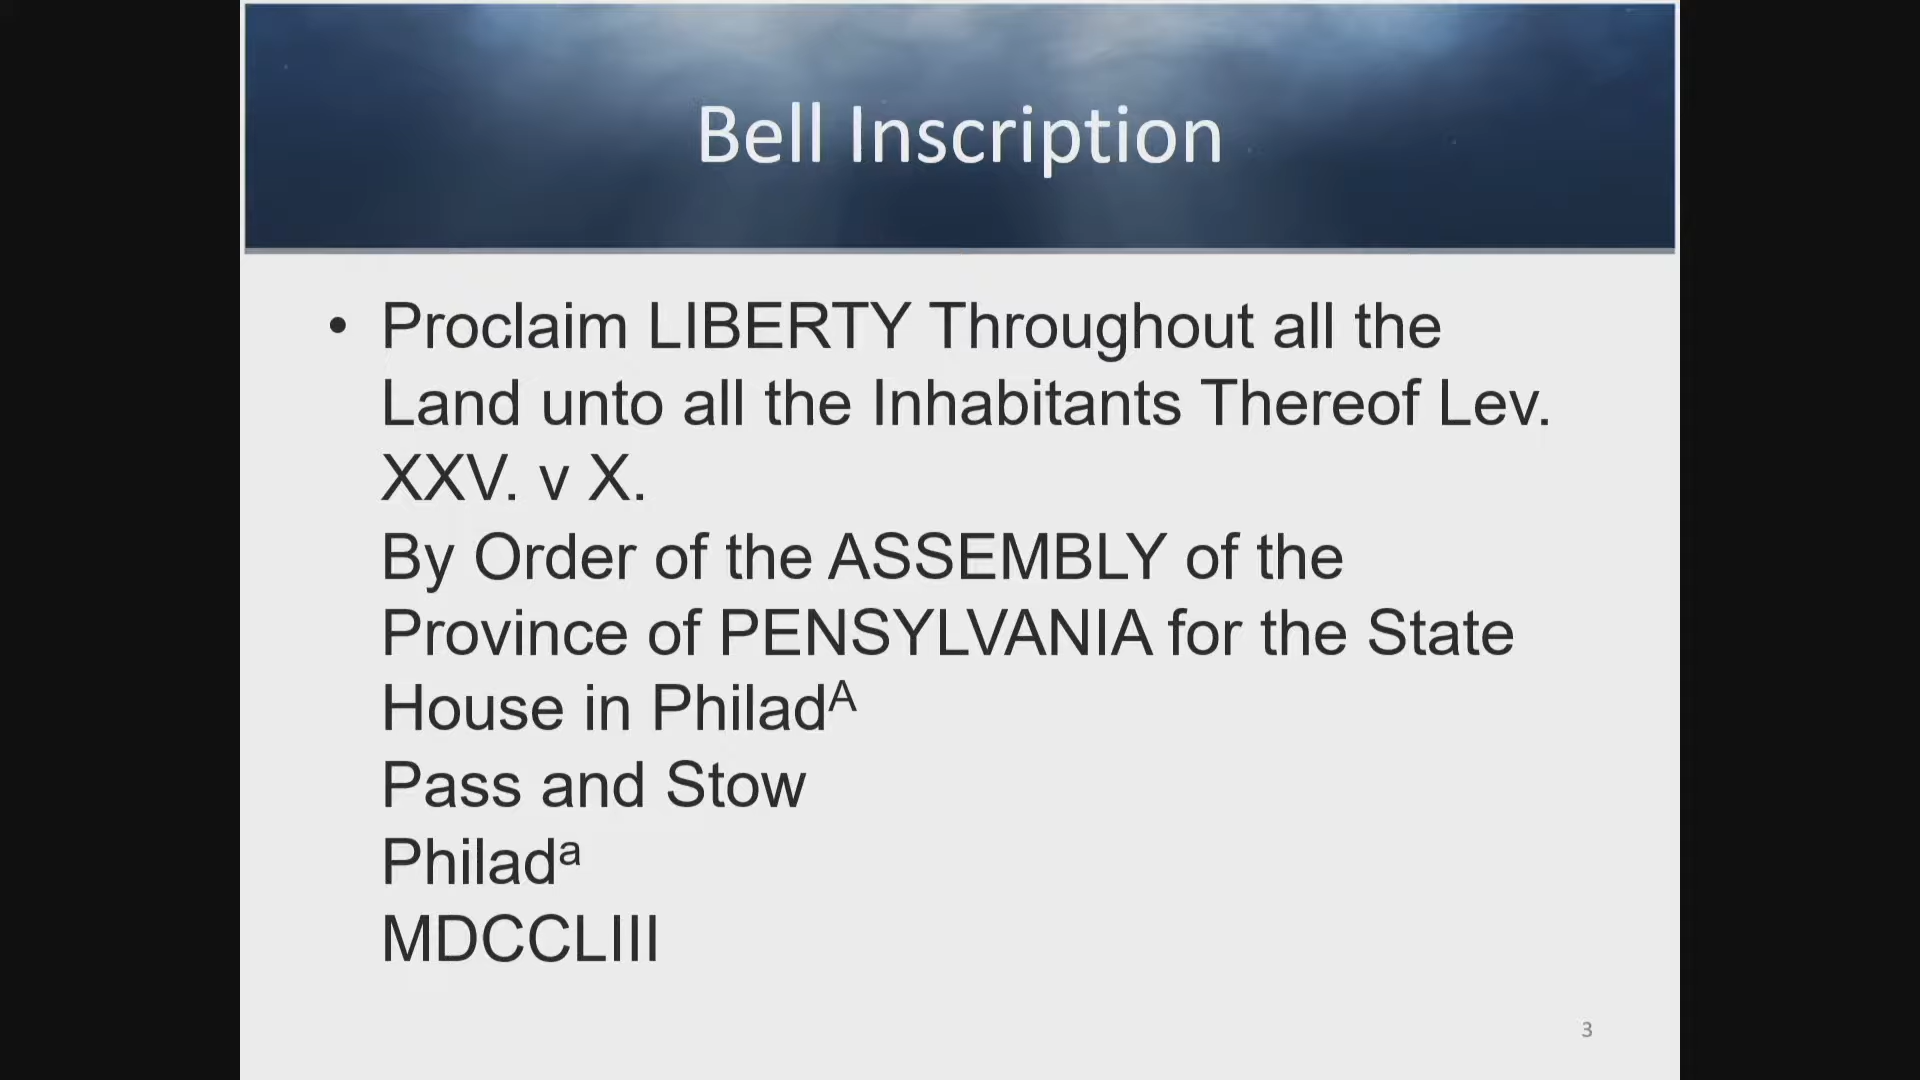 Bell Inscription
• Proclaim LIBERTY Throughout all the
Land unto all the Inhabitants Thereof Lev.
XXV. v X.
By Order of the ASSEMBLY of the
Province of PENSYLVANIA for the State
House in Philadᴬ
Pass and Stow
Philadᵃ
MDCCLIII
3